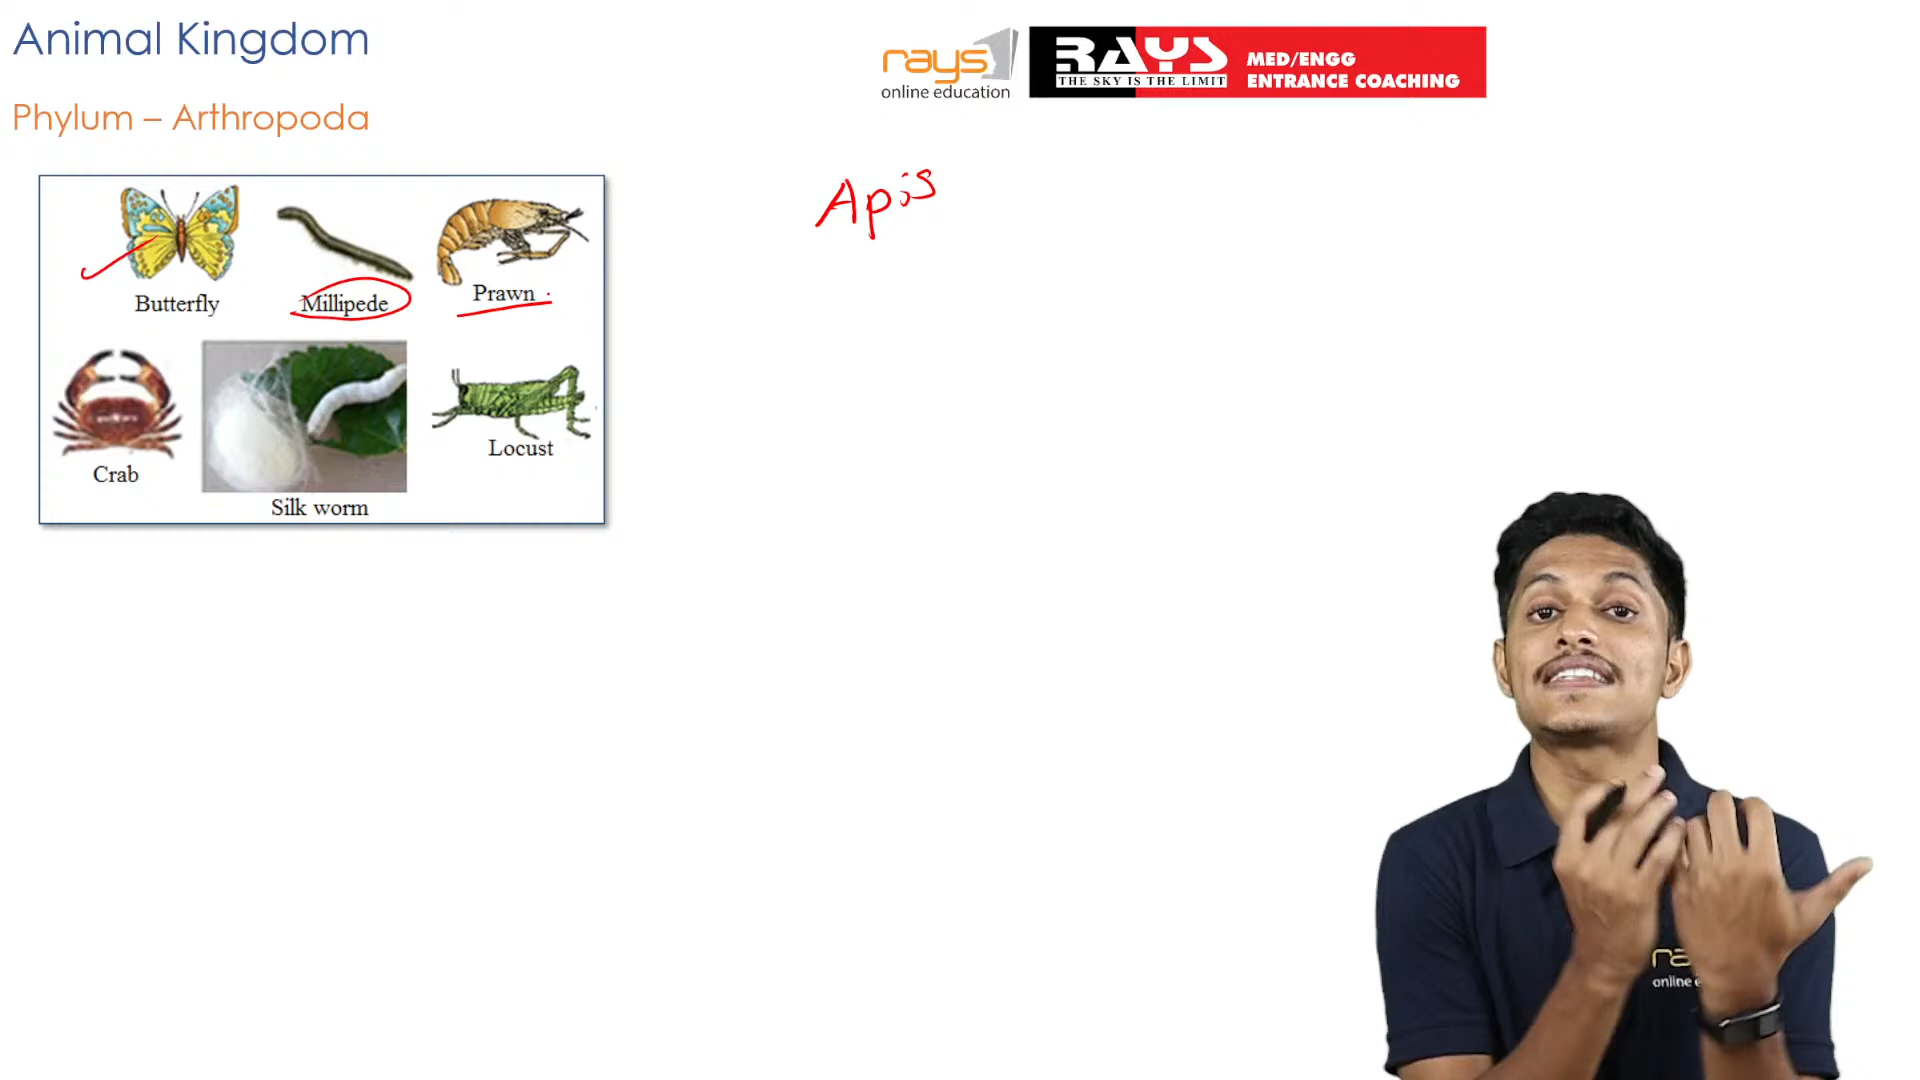 Animal Kingdom
rays
online education
RAYS
THE SKY IS THE LIMIT
MED/ENGG
ENTRANCE COACHING
Phylum – Arthropoda
Apis
Butterfly
Millipede
Prawn
Crab
Silk worm
Locust
online